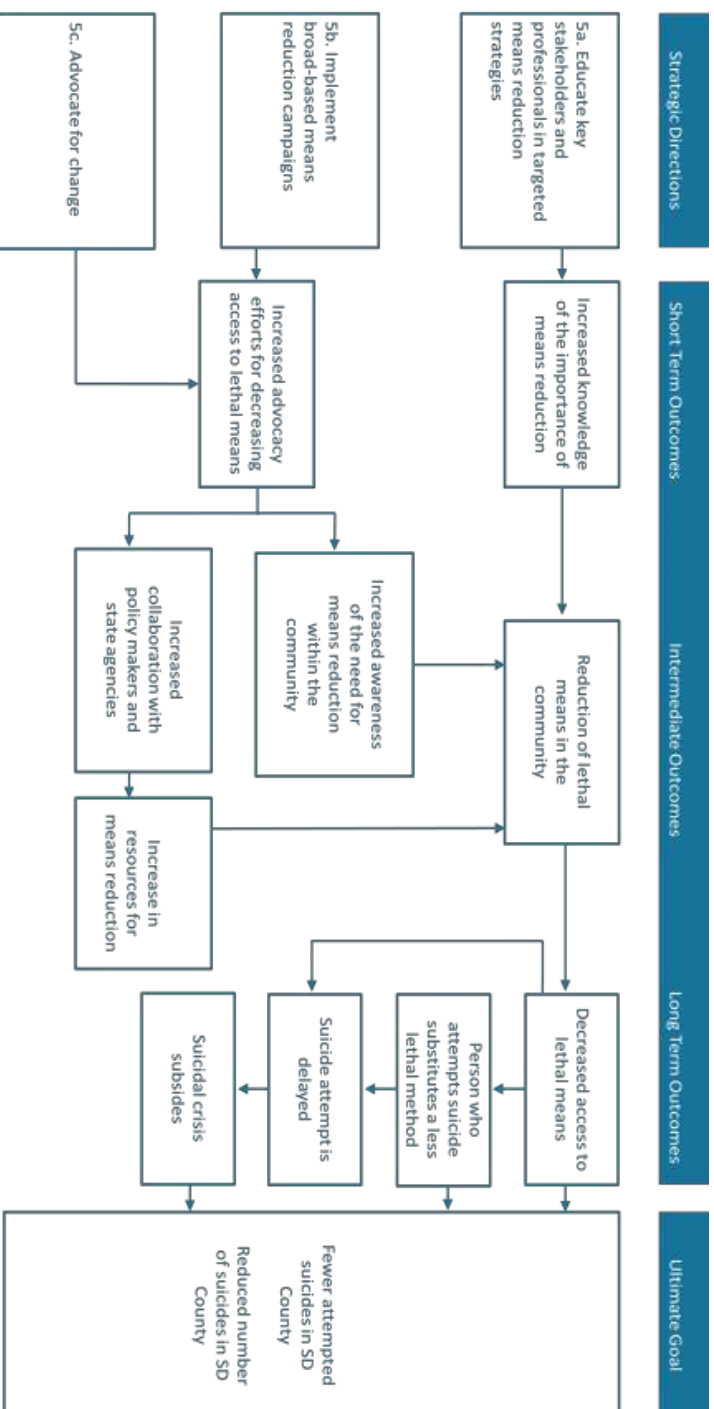 Strategic Directions
Short Term Outcomes
Intermediate Outcomes
Long Term Outcomes
Ultimate Goal
5a. Educate key
stakeholders and
professionals in targeted
means reduction
strategies
Increased knowledge
of the importance of
means reduction
Reduction of lethal
means in the
community
Decreased access to
lethal means
5b. Implement
broad-based means
reduction campaigns
Increased advocacy
efforts for decreasing
access to lethal means
Increased awareness
of the need for
means reduction
within the
community
Person who
attempts suicide
substitutes a less
lethal method
Suicide attempt is
delayed
Fewer attempted
suicides in SD
County
Reduced number
of suicides in SD
County
5c. Advocate for change
Increased
collaboration with
policy makers and
state agencies
Increase in
resources for
means reduction
Suicidal crisis
subsides